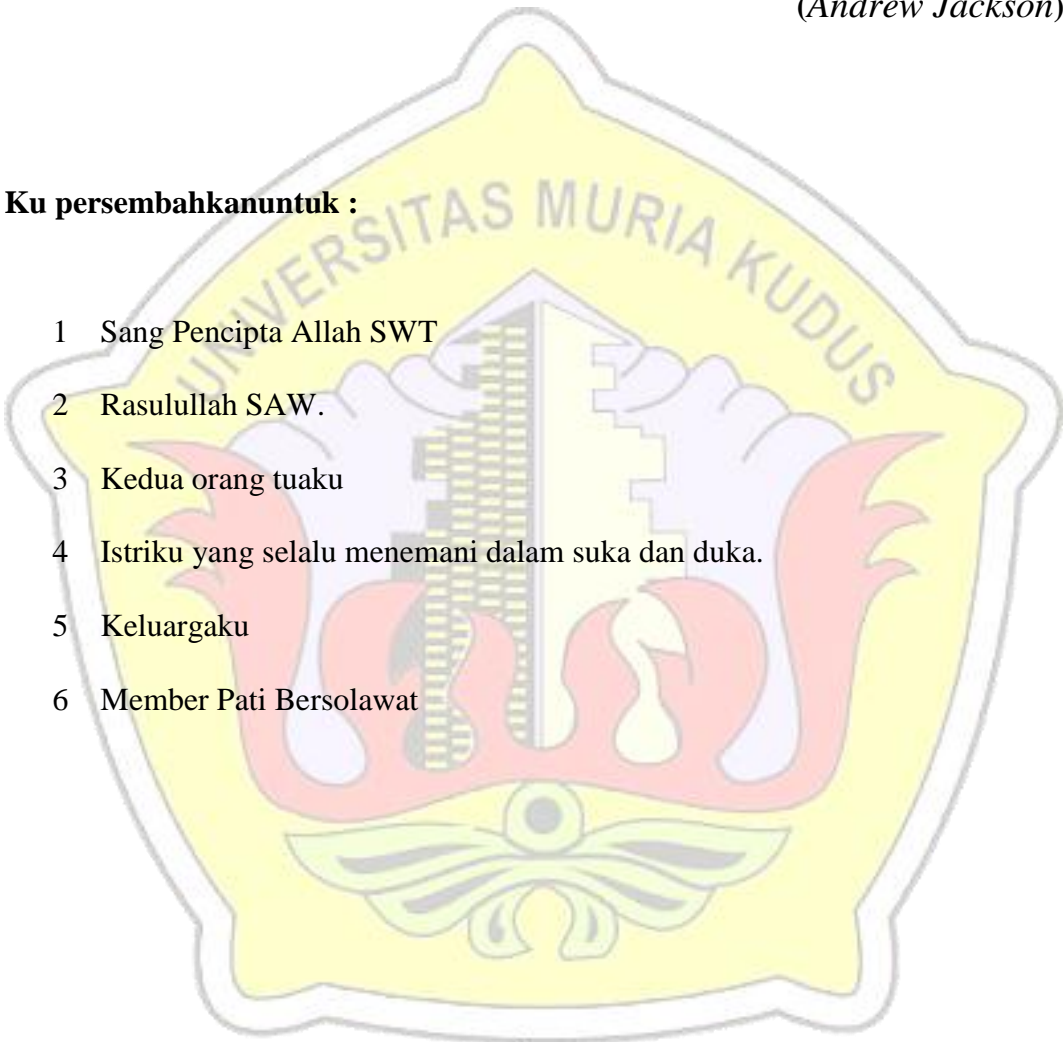 (Andrew Jackson)
UNIVERSITAS MURIA KUDUS
Ku persembahkanuntuk :
1 Sang Pencipta Allah SWT
2 Rasulullah SAW.
3 Kedua orang tuaku
4 Istriku yang selalu menemani dalam suka dan duka.
5 Keluargaku
6 Member Pati Bersolawat